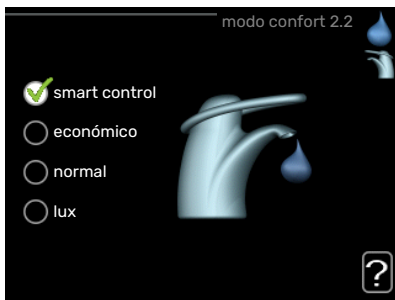 modo confort 2.2
smart control
económico
normal
lux
?